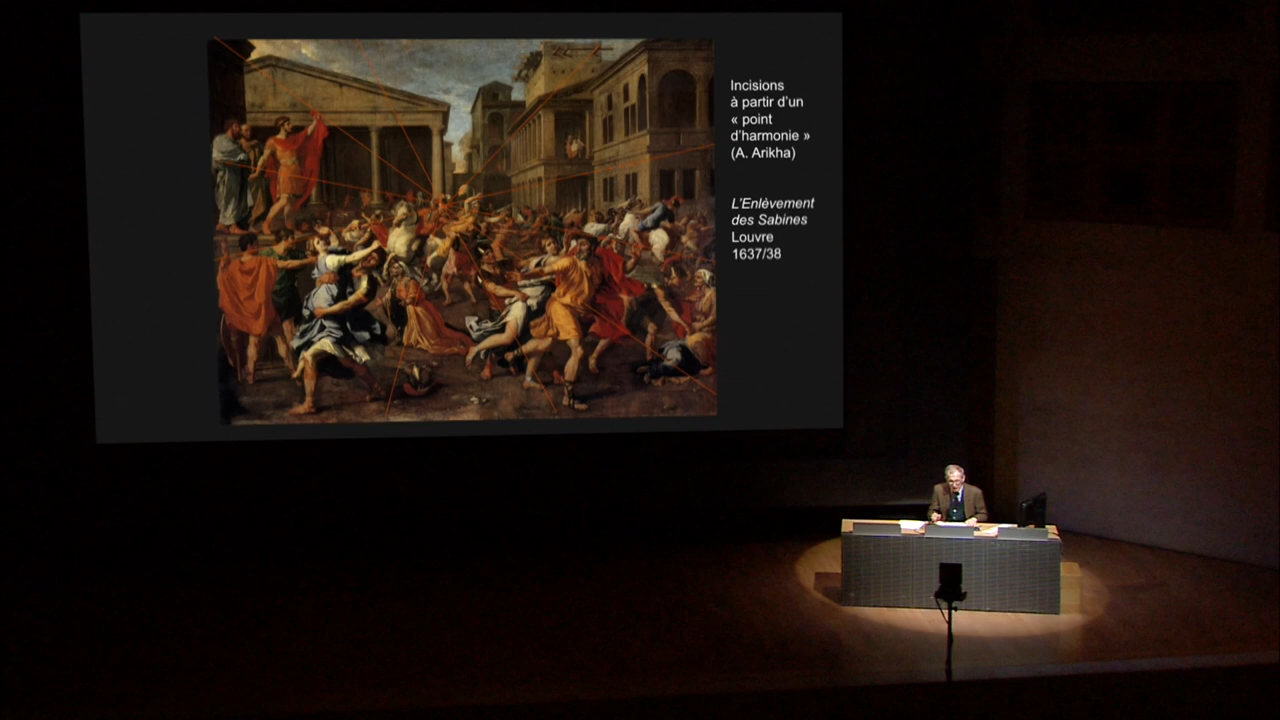 Incisions
à partir d'un
« point
d'harmonie »
(A. Arikha)
L'Enlèvement
des Sabines
Louvre
1637/38